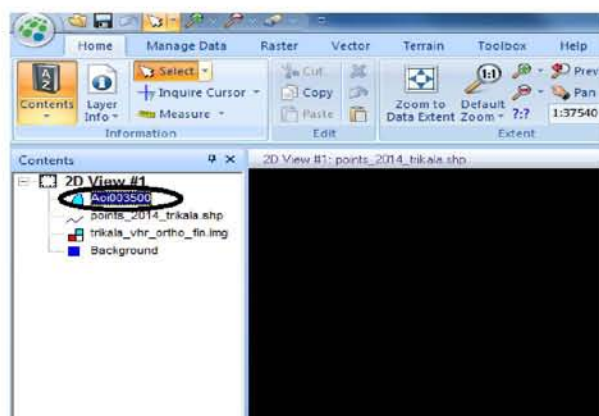 Home Manage Data Raster Vector Terrain Toolbox Help
Contents
Layer Info
Select
Inquire Cursor
Measure
Information
Cut
Copy
Paste
Edit
Zoom to Data Extent
1:1
Default Zoom
?:?
Prev
Pan
1:37540
Extent
Contents
2D View #1: points_2014_trikala.shp
2D View #1
Aoi003500
points_2014_trikala.shp
trikala_vhr_ortho_fin.img
Background